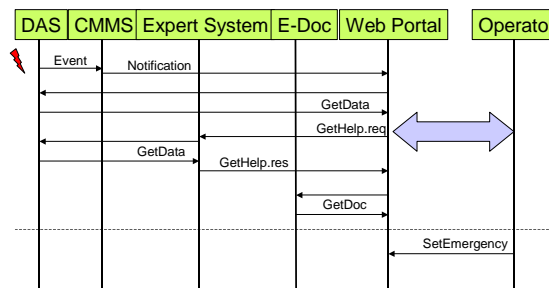 DAS CMMS Expert System E-Doc Web Portal Operato
Event
Notification
GetData
GetHelp.req
GetData
GetHelp.res
GetDoc
SetEmergency